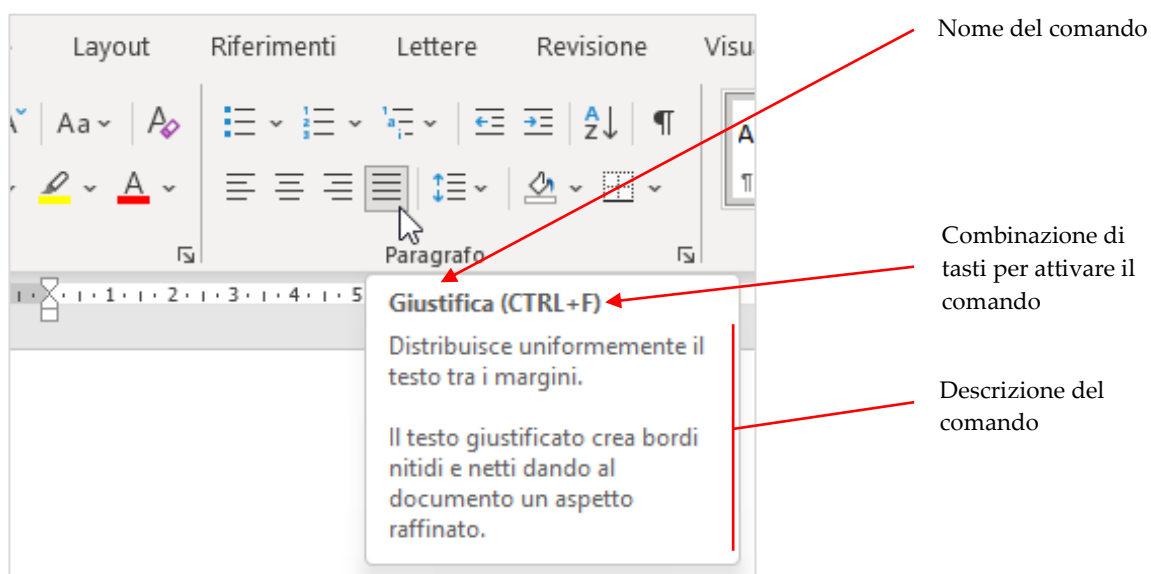 Nome del comando
Layout Riferimenti Lettere Revisione Visu
Aa
A
Z
A
Paragrafo
1 2 3 4 5
Combinazione di
tasti per attivare il
comando
Giustifica (CTRL+F)
Distribuisce uniformemente il
testo tra i margini.
Il testo giustificato crea bordi
nitidi e netti dando al
documento un aspetto
raffinato.
Descrizione del
comando